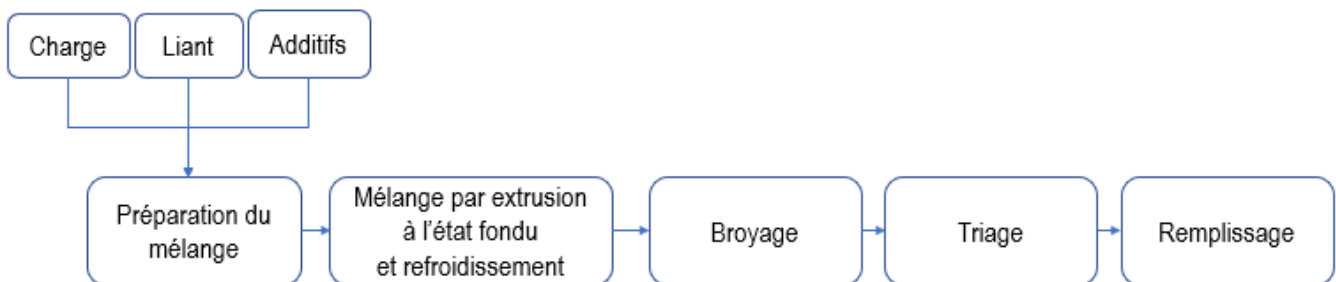 Charge
Liant
Additifs
Préparation du
mélange
Mélange par extrusion
à l’état fondu
et refroidissement
Broyage
Triage
Remplissage